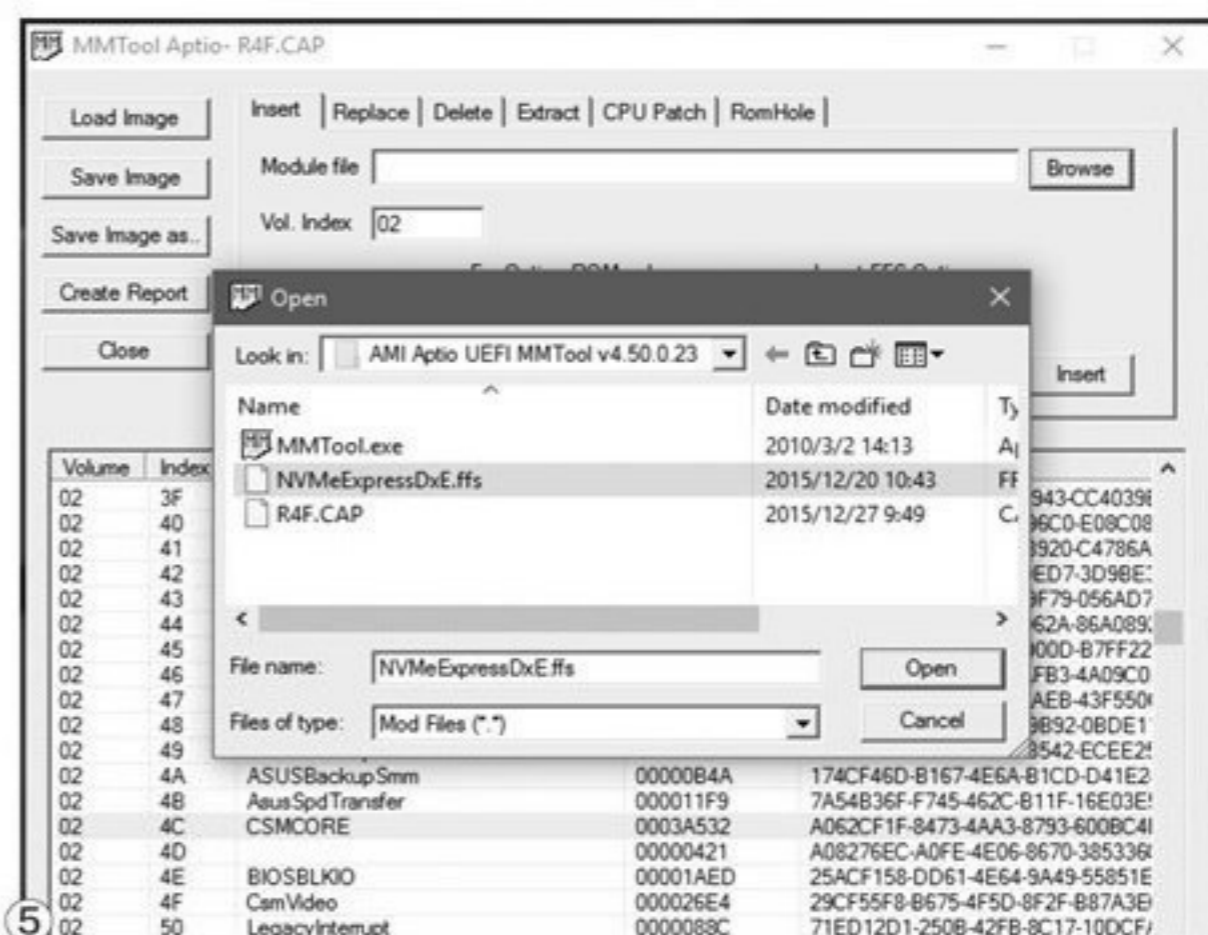 MMTool Aptio- R4F.CAP
Load Image
Save Image
Save Image as..
Create Report
Close
Insert Replace Delete Extract CPU Patch RomHole
Module file Browse
Vol. Index 02
Insert
Open
Look in: AMI Aptio UEFI MMTool v4.50.0.23
Name Date modified
MMTool.exe 2010/3/2 14:13
NVMeExpressDxE.ffs 2015/12/20 10:43
R4F.CAP 2015/12/27 9:49
File name: NVMeExpressDxE.ffs Open
Files of type: Mod Files (*.*) Cancel
Volume Index
02 3F
02 40
02 41
02 42
02 43
02 44
02 45
02 46
02 47
02 48
02 49
02 4A ASUSBackupSmm 00000B4A 174CF46D-B167-4E6A-B1CD-D41E2
02 4B AsusSpdTransfer 000011F9 7A54B36F-F745-462C-B11F-16E03E
02 4C CSMCORE 0003A532 A062CF1F-8473-4AA3-8793-600BC4
02 4D 00000421 A08276EC-A0FE-4E06-8670-385336
02 4E BIOSBLKIO 00001AED 25ACF158-DD61-4E64-9A49-55851E
02 4F CsmVideo 000026E4 29CF55F8-B675-4F5D-8F2F-B87A3E
02 50 LegacyInterrupt 0000088C 71ED12D1-250B-42FB-8C17-10DCF
5